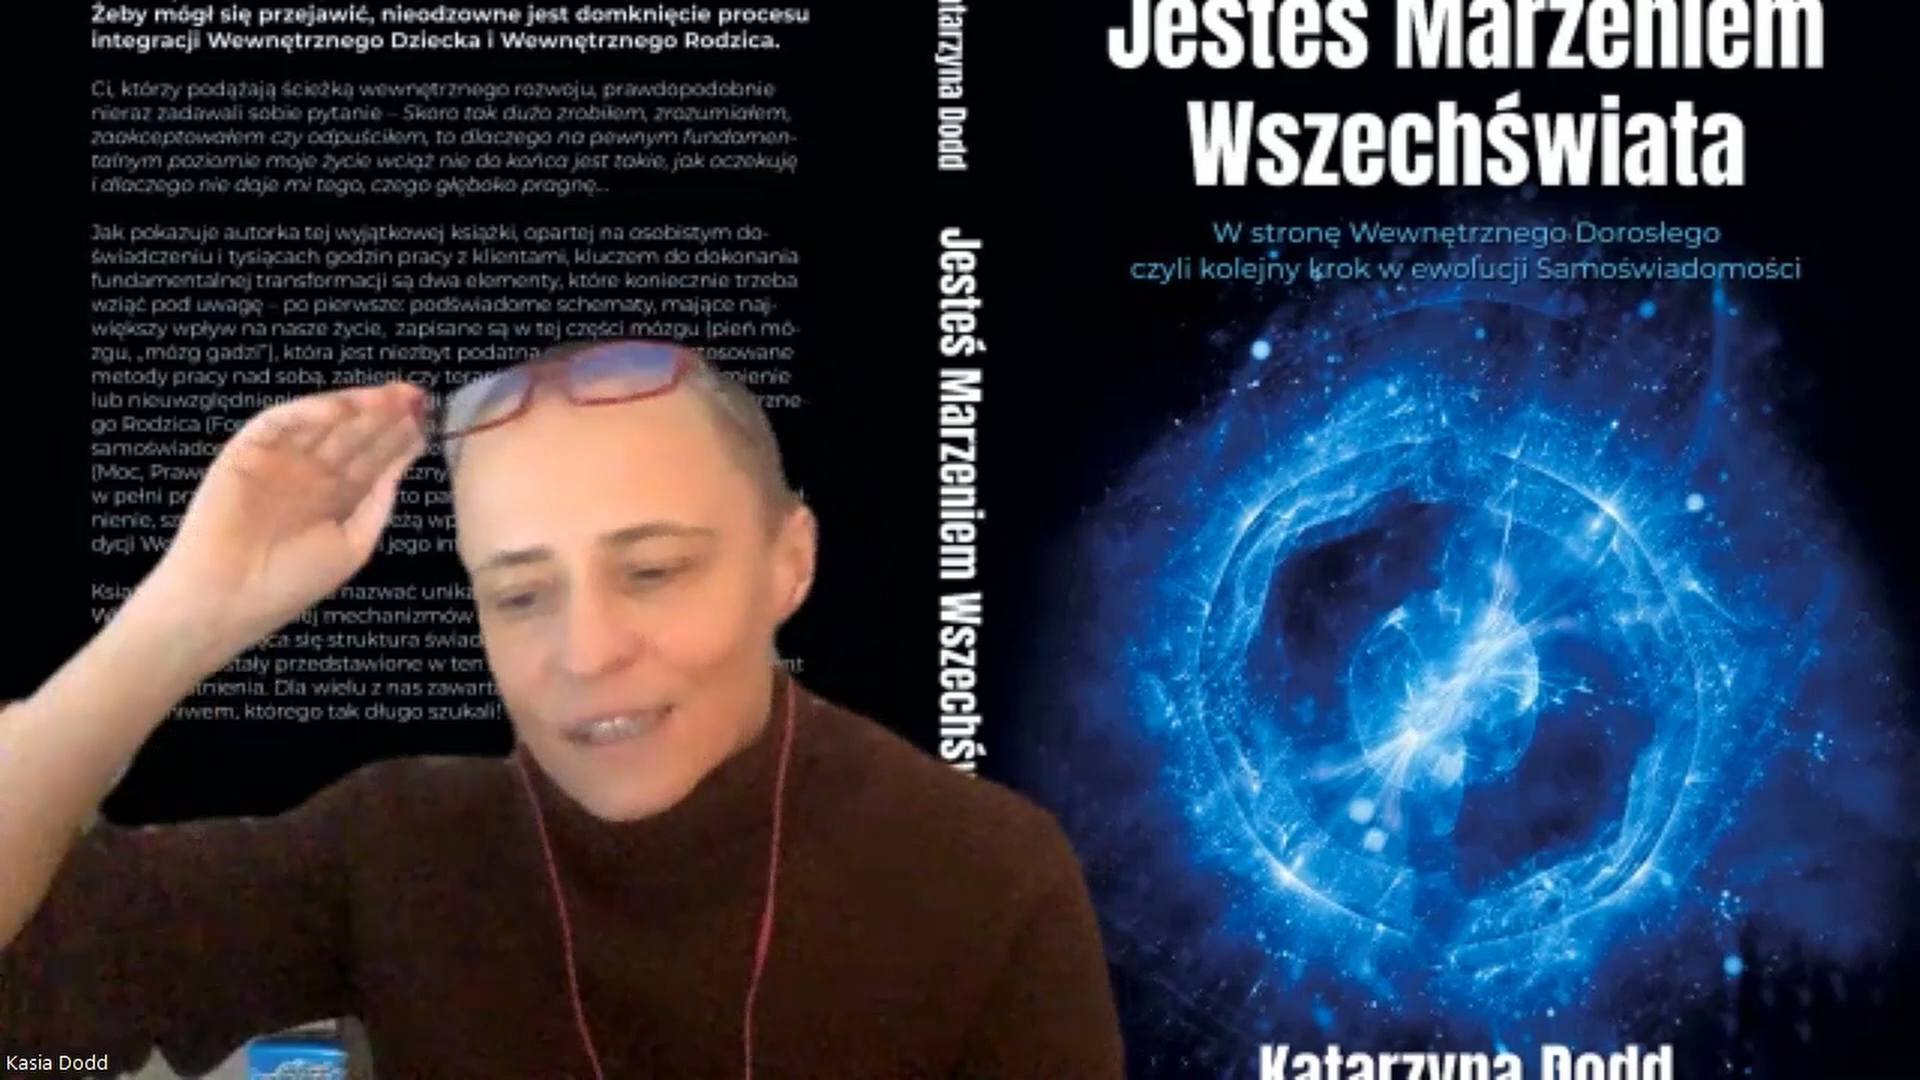 Żeby mógł się przejawić, nieodzowne jest domknięcie procesu
integracji Wewnętrznego Dziecka i Wewnętrznego Rodzica.
Ci, którzy podążają ścieżką wewnętrznego rozwoju, prawdopodobnie
nieraz zadawali sobie pytanie – Skoro tak dużo zrobiłem, zrozumiałem,
zaakceptowałem czy odpuściłem, to dlaczego na pewnym fundamen-
talnym poziomie moje życie wciąż nie do końca jest takie, jak oczekuję
i dlaczego nie daje mi tego, czego głęboko pragnę...
Jak pokazuje autorka tej wyjątkowej książki, opartej na osobistym do-
świadczeniu i tysiącach godzin pracy z klientami, kluczem do dokonania
fundamentalnej transformacji są dwa elementy, które koniecznie trzeba
wziąć pod uwagę – po pierwsze: podświadome schematy, mające naj-
większy wpływ na nasze życie, zapisane są w tej części mózgu (pień mó-
zgu, „mózg gadzi”), która jest niezbyt podatna
metody pracy nad sobą, zabiegi czy
lub
go Rodzica
(Moc,
w pełni
nazwać
mechanizmów
się struktura
przedstawione w ten
Dla wielu z nas
którego tak długo szukali!
Katarzyna Dodd
Jesteś Marzeniem
Jesteś Marzeniem
Wszechświata
W stronę Wewnętrznego Dorosłego
czyli kolejny krok w ewolucji Samoświadomości
Katarzyna Dodd
Kasia Dodd